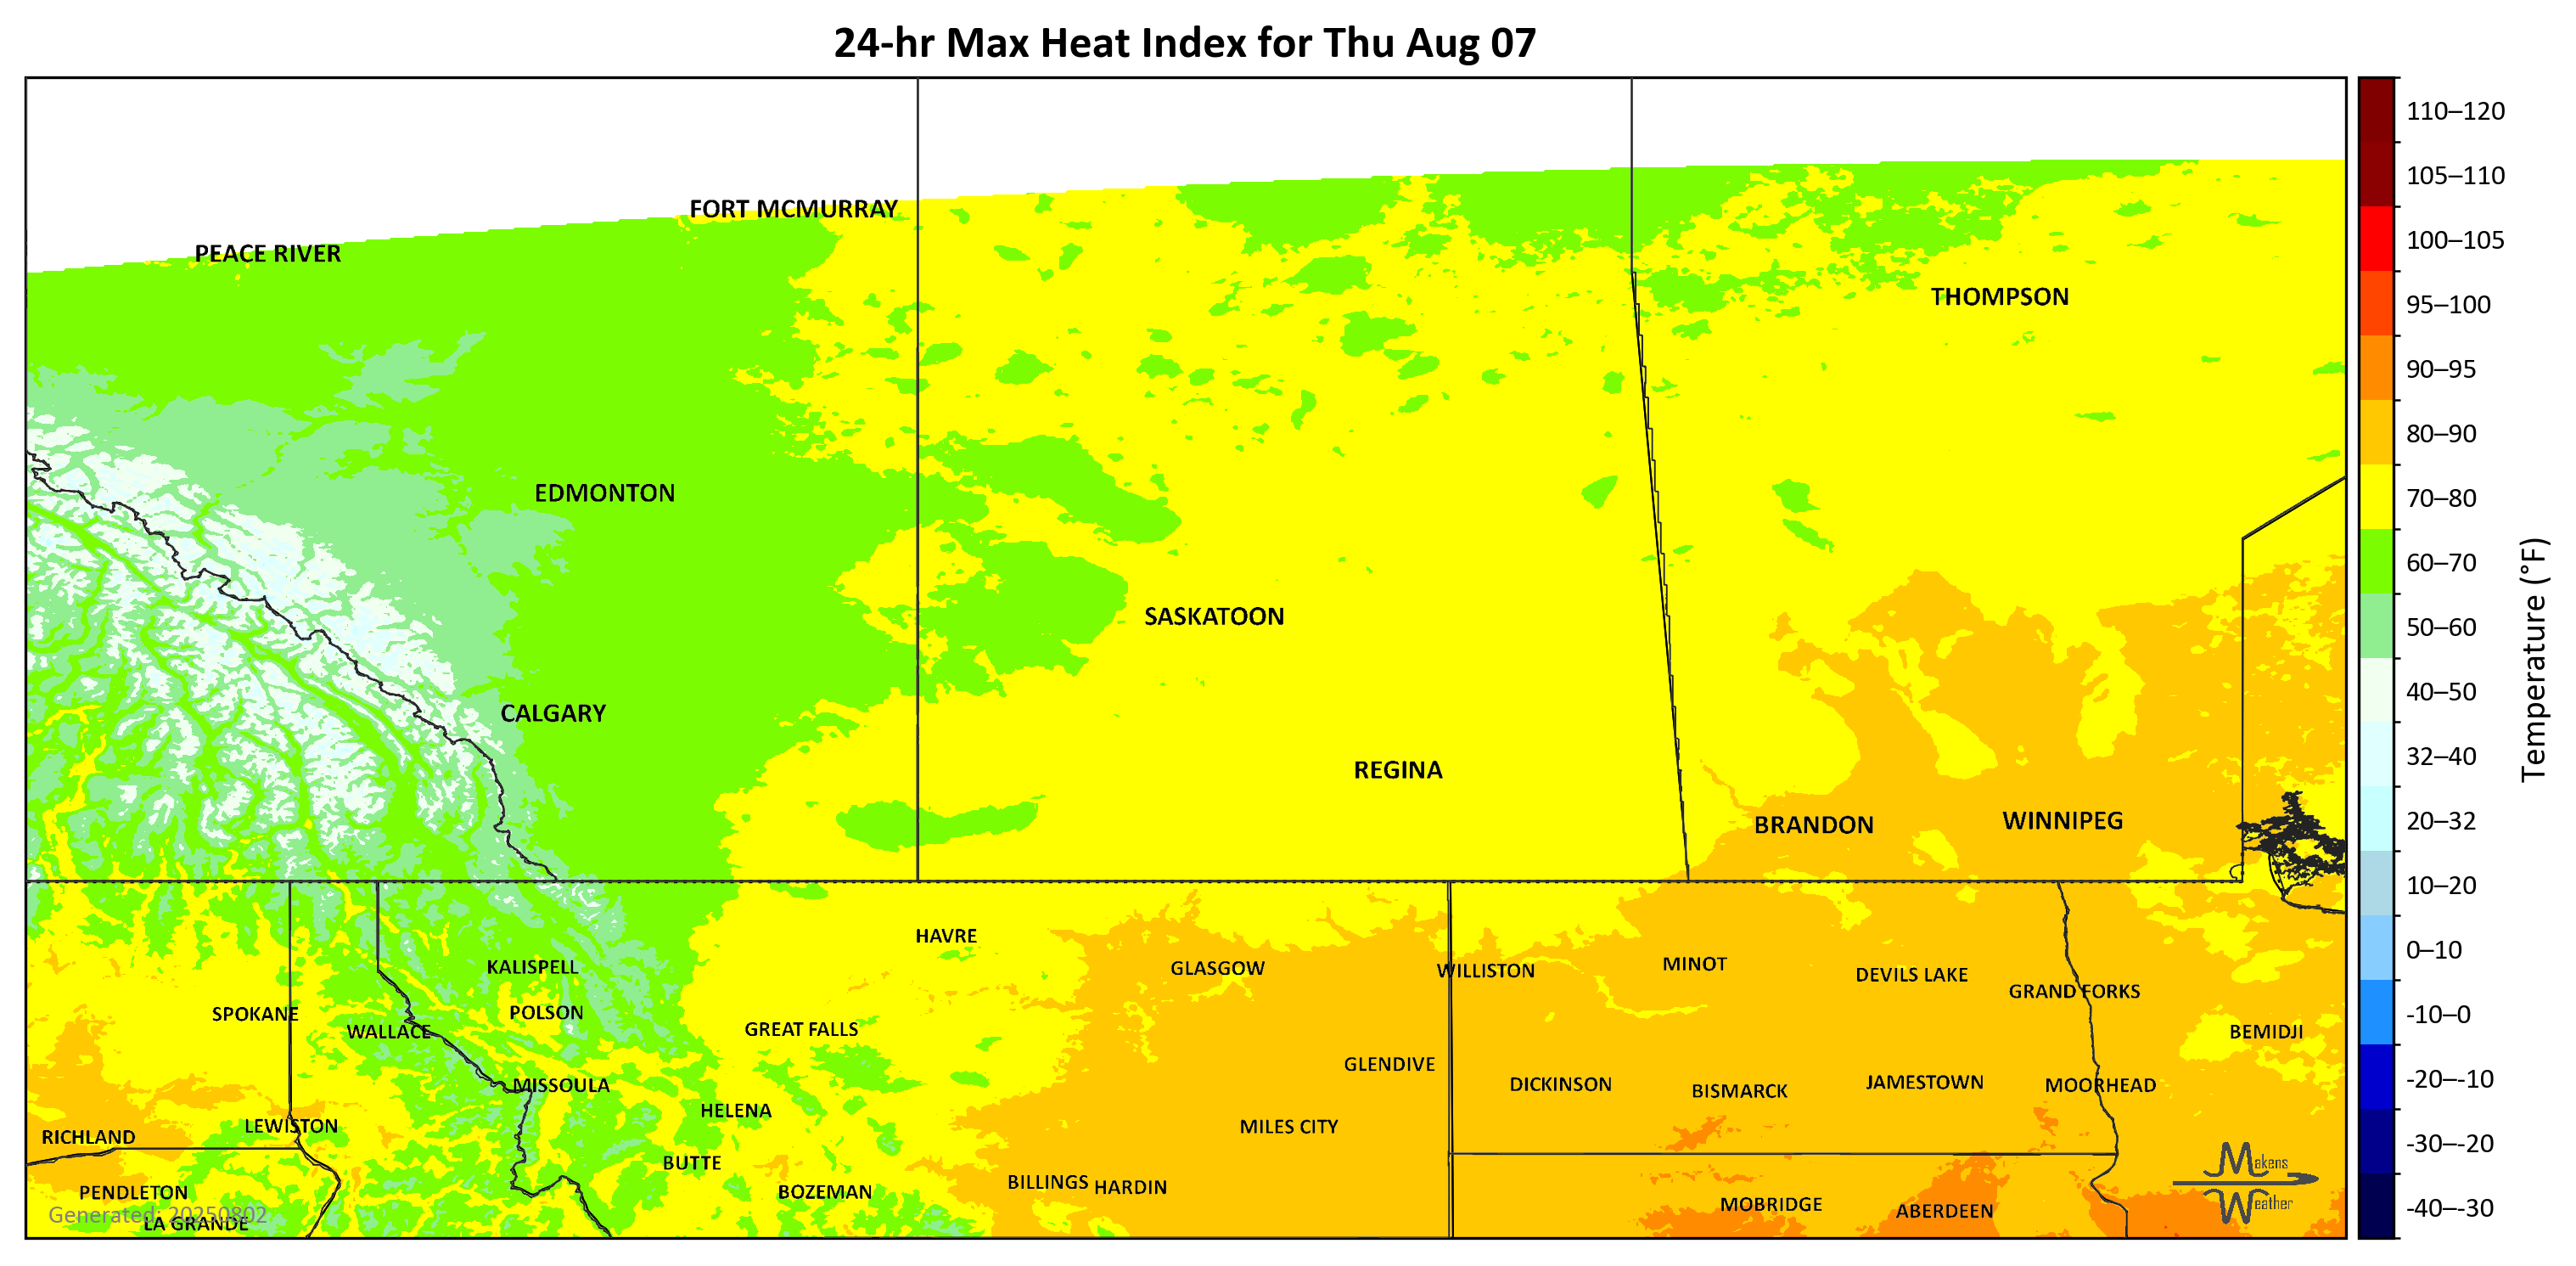 24-hr Max Heat Index for Thu Aug 07
FORT MCMURRAY
PEACE RIVER
THOMPSON
EDMONTON
SASKATOON
CALGARY
REGINA
BRANDON
WINNIPEG
HAVRE
KALISPELL
GLASGOW
WILLISTON
MINOT
DEVILS LAKE
GRAND FORKS
SPOKANE
POLSON
WALLACE
GREAT FALLS
BEMIDJI
GLENDIVE
MISSOULA
DICKINSON
BISMARCK
JAMESTOWN
MOORHEAD
HELENA
LEWISTON
MILES CITY
RICHLAND
BUTTE
BILLINGS
HARDIN
PENDLETON
BOZEMAN
MOBRIDGE
ABERDEEN
LA GRANDE
Generated: 20250802
Makens
Weather
110–120
105–110
100–105
95–100
90–95
80–90
70–80
60–70
50–60
40–50
32–40
20–32
10–20
0–10
-10–0
-20–-10
-30–-20
-40–-30
Temperature (°F)